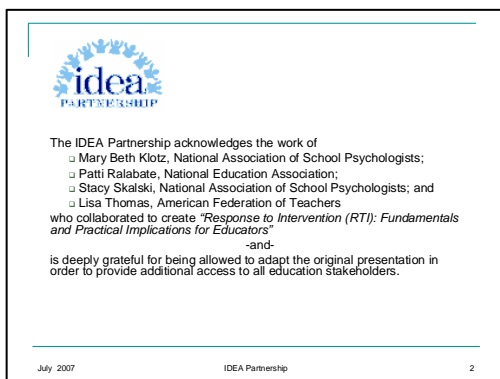 idea
PARTNERSHIP
The IDEA Partnership acknowledges the work of
Mary Beth Klotz, National Association of School Psychologists;
Patti Ralabate, National Education Association;
Stacy Skalski, National Association of School Psychologists; and
Lisa Thomas, American Federation of Teachers
who collaborated to create “Response to Intervention (RTI): Fundamentals
and Practical Implications for Educators”
-and-
is deeply grateful for being allowed to adapt the original presentation in
order to provide additional access to all education stakeholders.
July 2007 IDEA Partnership 2